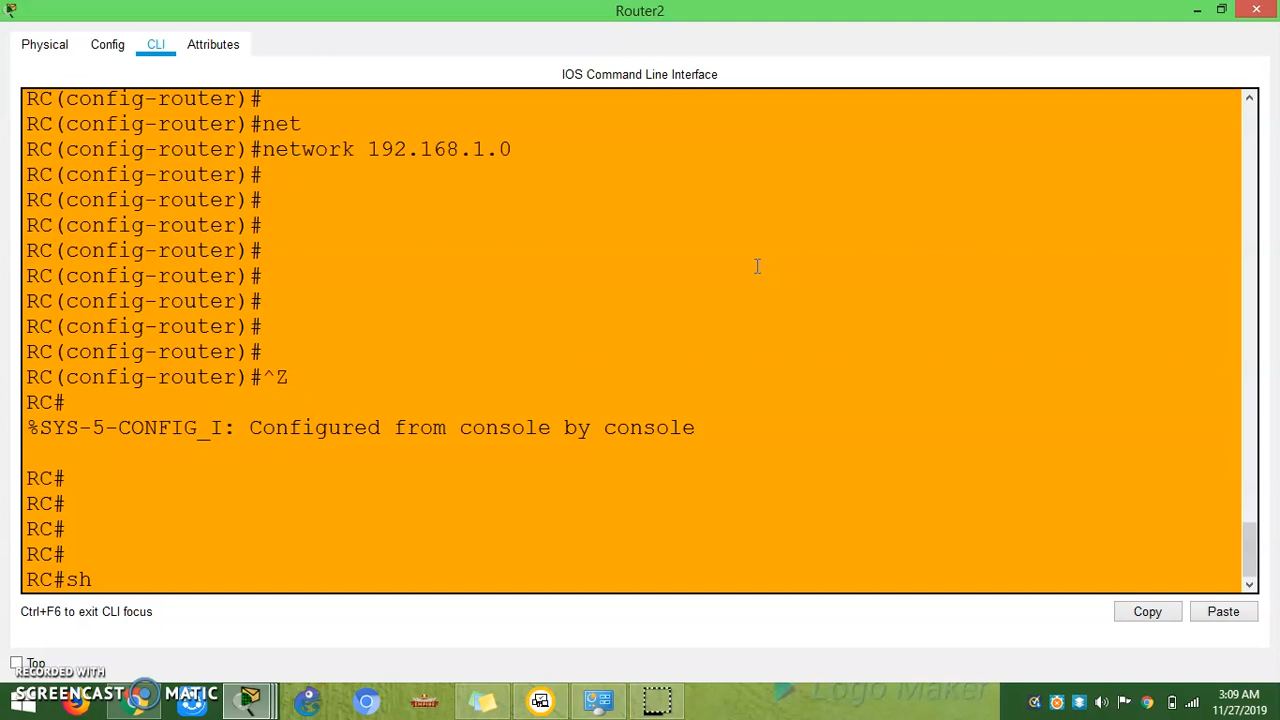 Router2
Physical Config CLI Attributes
IOS Command Line Interface
RC(config-router)#
RC(config-router)#net
RC(config-router)#network 192.168.1.0
RC(config-router)#
RC(config-router)#
RC(config-router)#
RC(config-router)#
RC(config-router)#
RC(config-router)#
RC(config-router)#
RC(config-router)#
RC(config-router)#^Z
RC#
%SYS-5-CONFIG_I: Configured from console by console
RC#
RC#
RC#
RC#
RC#sh
Ctrl+F6 to exit CLI focus
Copy Paste
Top
RECORDED WITH
SCREENCAST MATIC
Logo Maker
3:09 AM
11/27/2019